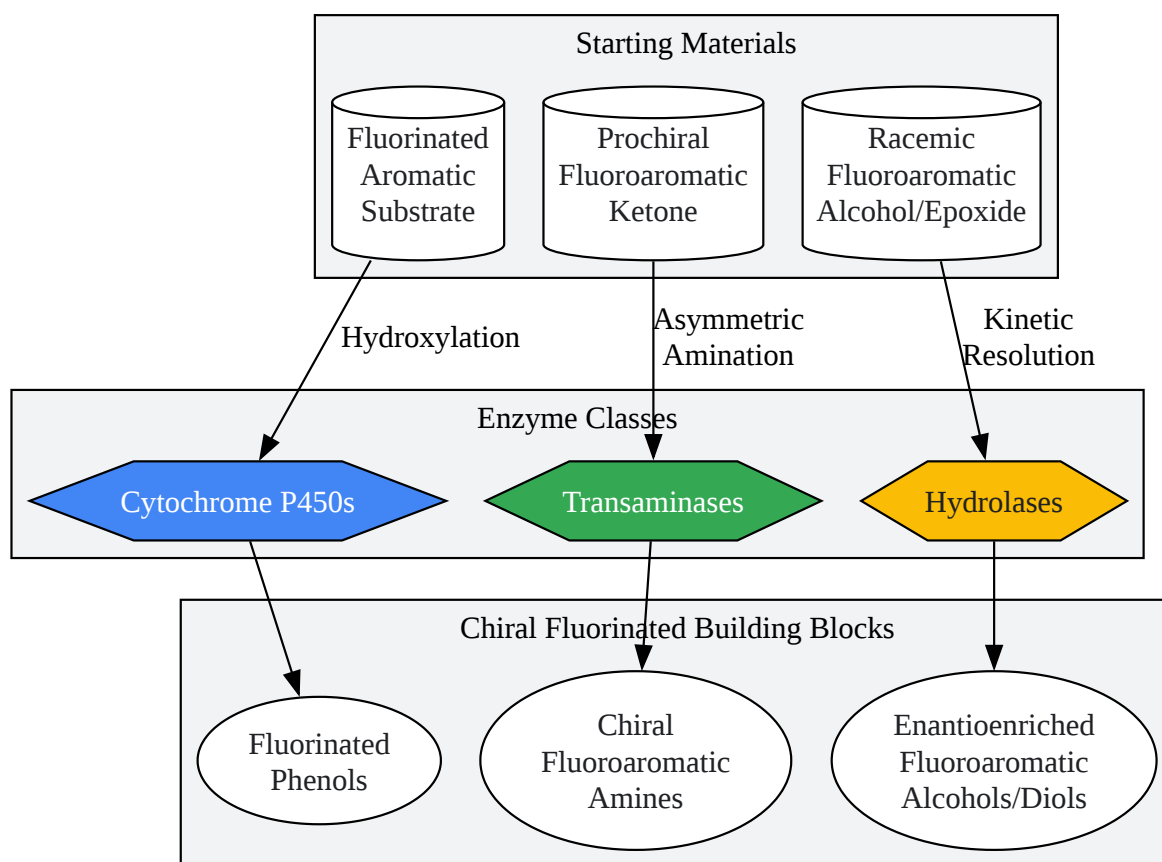 Starting Materials
Fluorinated
Aromatic
Substrate
Prochiral
Fluoroaromatic
Ketone
Racemic
Fluoroaromatic
Alcohol/Epoxide
Hydroxylation
Asymmetric
Amination
Kinetic
Resolution
Enzyme Classes
Cytochrome P450s
Transaminases
Hydrolases
Chiral Fluorinated Building Blocks
Fluorinated
Phenols
Chiral
Fluoroaromatic
Amines
Enantioenriched
Fluoroaromatic
Alcohols/Diols